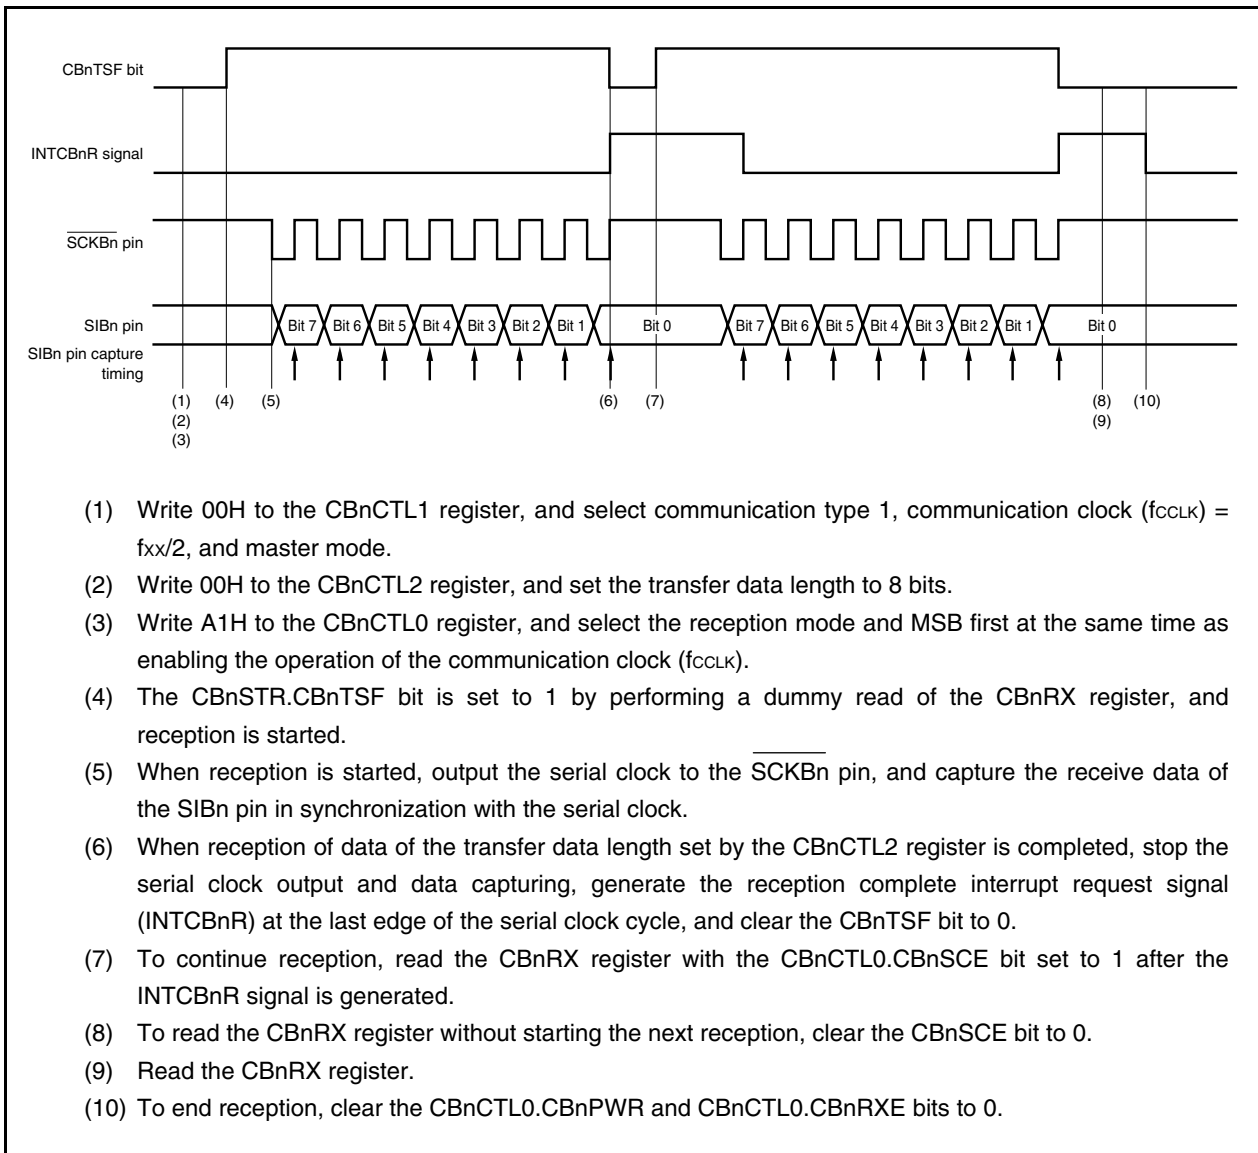 CBnTSF bit
INTCBnR signal
SCKBn pin
SIBn pin
Bit 7 Bit 6 Bit 5 Bit 4 Bit 3 Bit 2 Bit 1 Bit 0 Bit 7 Bit 6 Bit 5 Bit 4 Bit 3 Bit 2 Bit 1 Bit 0
SIBn pin capture
timing
(1) (4) (5) (6) (7) (8) (10)
(2) (9)
(3)
(1) Write 00H to the CBnCTL1 register, and select communication type 1, communication clock (fCCLK) =
fXX/2, and master mode.
(2) Write 00H to the CBnCTL2 register, and set the transfer data length to 8 bits.
(3) Write A1H to the CBnCTL0 register, and select the reception mode and MSB first at the same time as
enabling the operation of the communication clock (fCCLK).
(4) The CBnSTR.CBnTSF bit is set to 1 by performing a dummy read of the CBnRX register, and
reception is started.
(5) When reception is started, output the serial clock to the SCKBn pin, and capture the receive data of
the SIBn pin in synchronization with the serial clock.
(6) When reception of data of the transfer data length set by the CBnCTL2 register is completed, stop the
serial clock output and data capturing, generate the reception complete interrupt request signal
(INTCBnR) at the last edge of the serial clock cycle, and clear the CBnTSF bit to 0.
(7) To continue reception, read the CBnRX register with the CBnCTL0.CBnSCE bit set to 1 after the
INTCBnR signal is generated.
(8) To read the CBnRX register without starting the next reception, clear the CBnSCE bit to 0.
(9) Read the CBnRX register.
(10) To end reception, clear the CBnCTL0.CBnPWR and CBnCTL0.CBnRXE bits to 0.